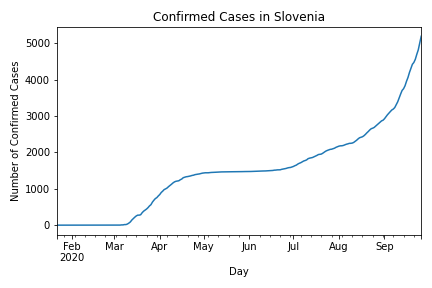 Confirmed Cases in Slovenia
Number of Confirmed Cases
5000
4000
3000
2000
1000
0
Feb Mar Apr May Jun Jul Aug Sep
2020
Day